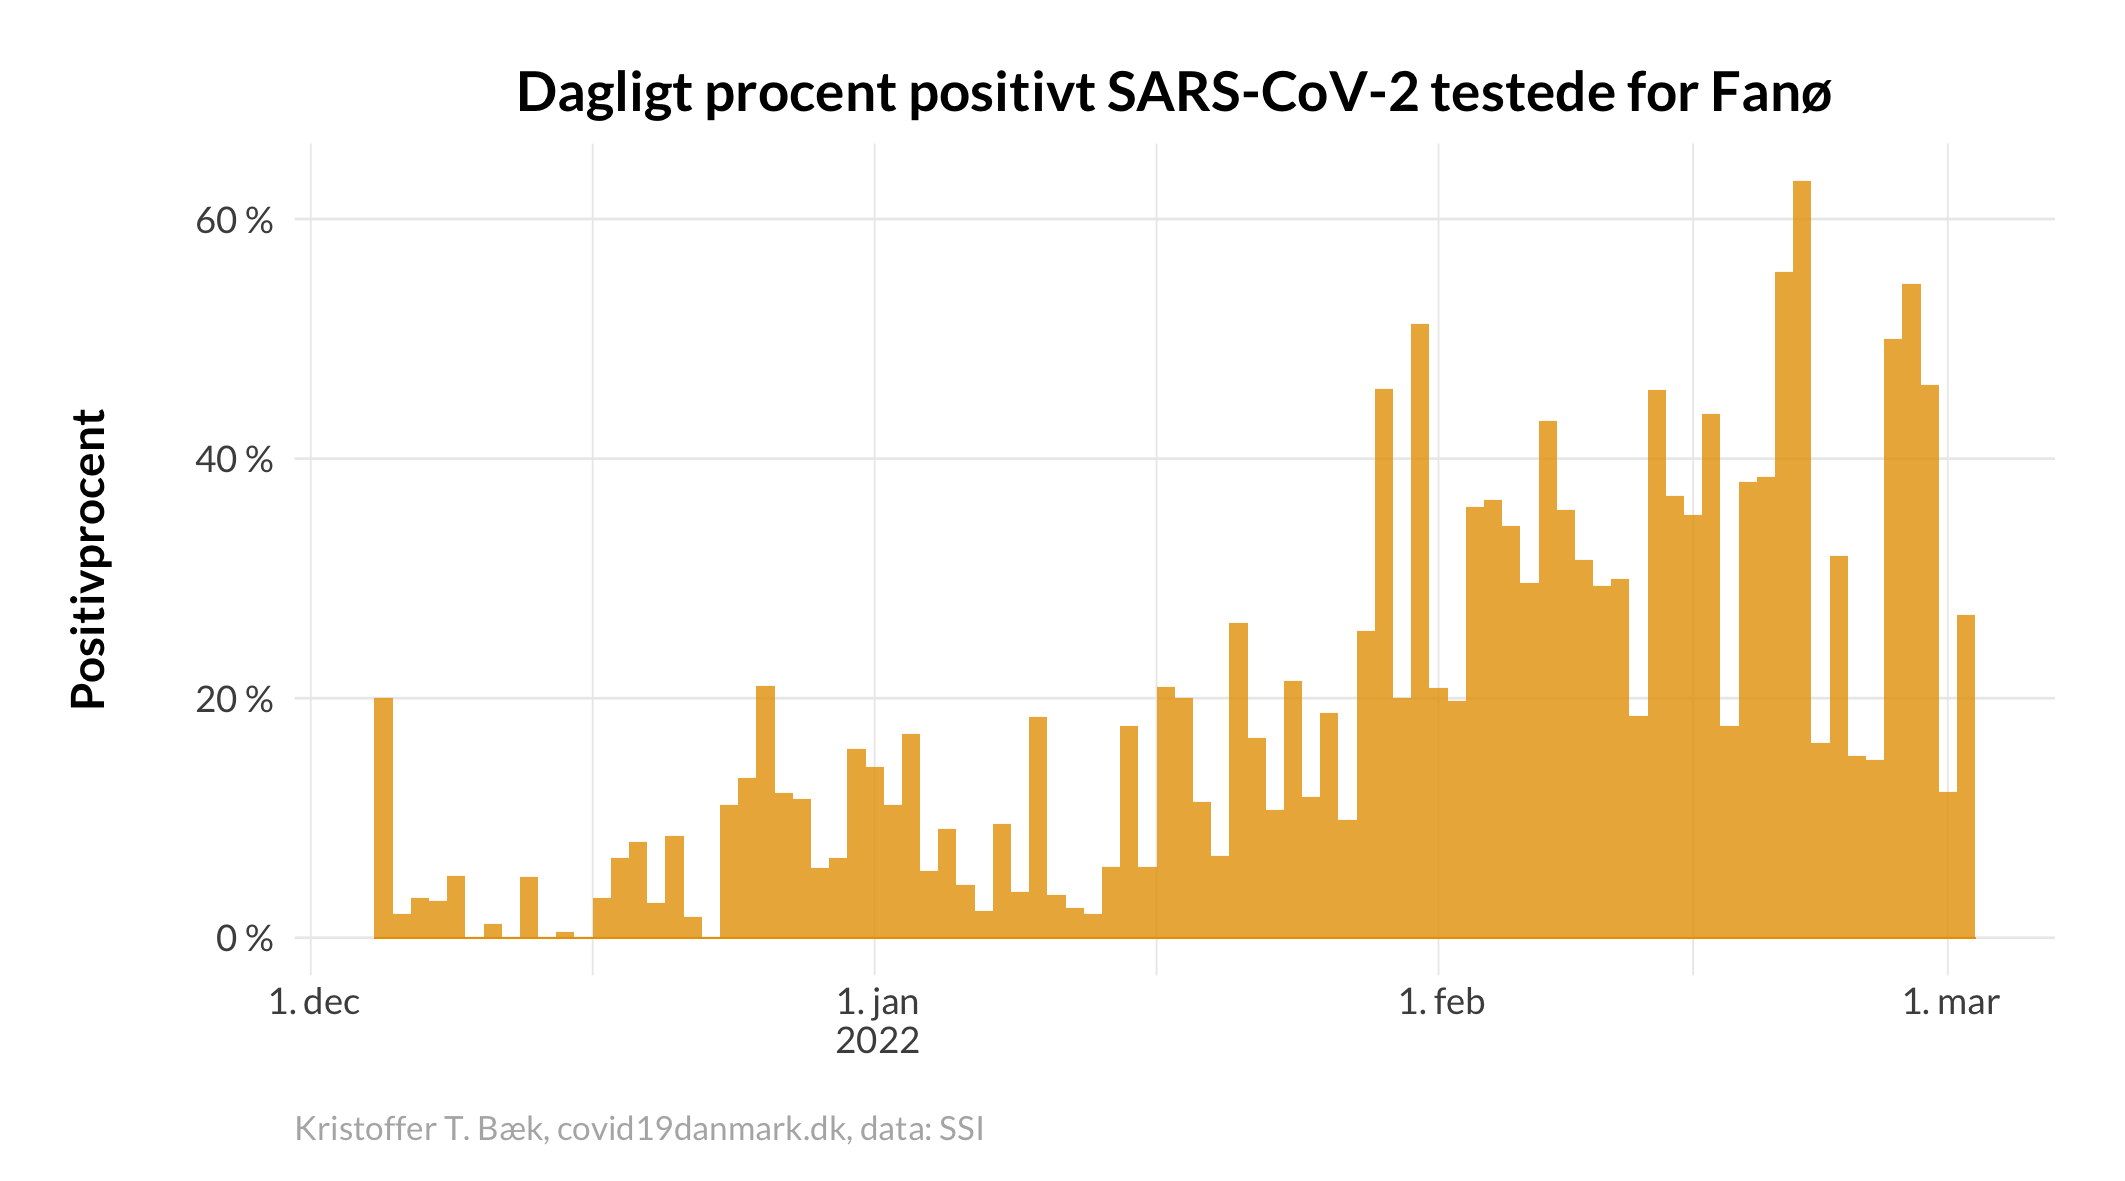 Dagligt procent positivt SARS-CoV-2 testede for Fanø
Positivprocent
60 %
40 %
20 %
0 %
1. dec
1. jan
2022
1. feb
1. mar
Kristoffer T. Bæk, covid19danmark.dk, data: SSI